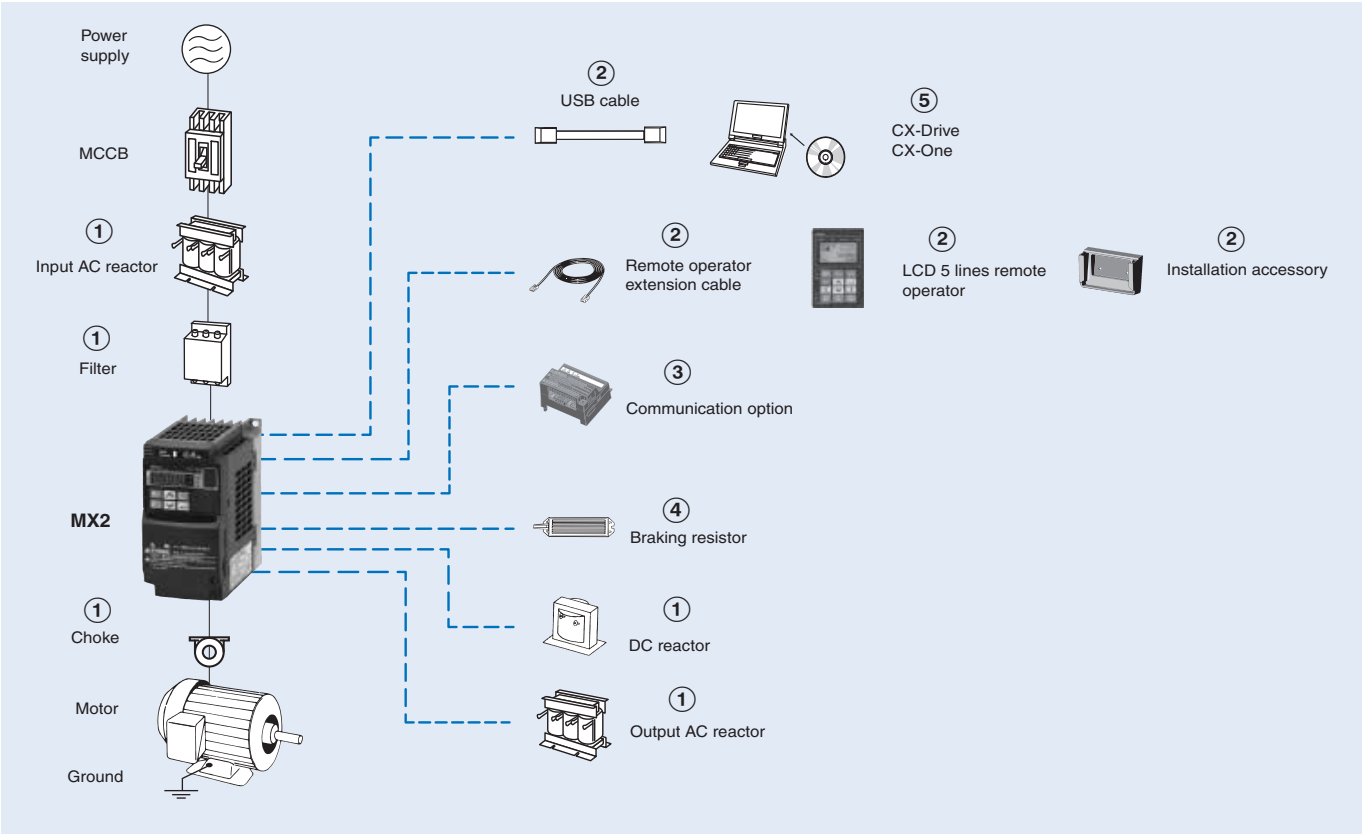 Power
supply
MCCB
1
Input AC reactor
1
Filter
MX2
1
Choke
Motor
Ground
2
USB cable
5
CX-Drive
CX-One
2
Remote operator
extension cable
2
LCD 5 lines remote
operator
2
Installation accessory
3
Communication option
4
Braking resistor
1
DC reactor
1
Output AC reactor